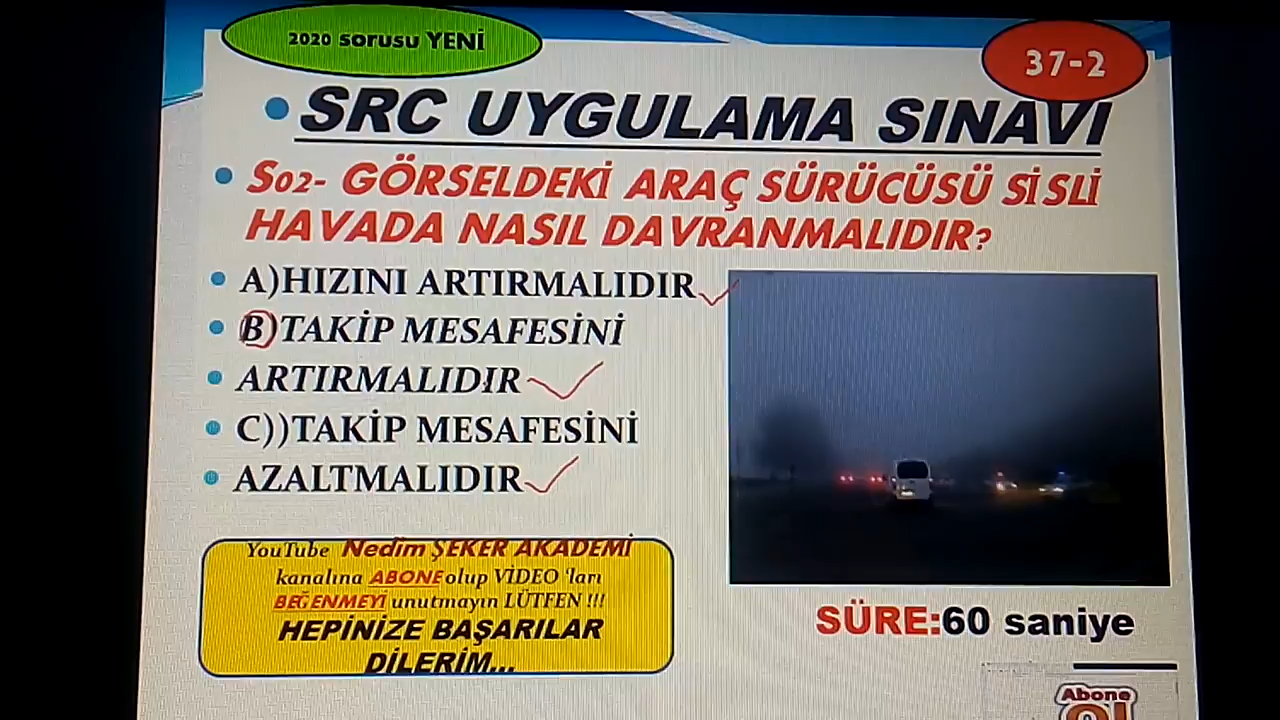 2020 sorusu YENİ
37-2
SRC UYGULAMA SINAVI
S02- GÖRSELDEKİ ARAÇ SÜRÜCÜSÜ SİSLİ
HAVADA NASIL DAVRANMALIDIR?
A)HIZINI ARTIRMALIDIR
B)TAKİP MESAFESİNİ
ARTIRMALIDIR
C))TAKİP MESAFESİNİ
AZALTMALIDIR
YouTube Nedim ŞEKER AKADEMİ
kanalına ABONE olup VİDEO 'ları
BEĞENMEYİ unutmayın LÜTFEN !!!
HEPİNİZE BAŞARILAR
DİLERİM...
SÜRE:60 saniye
Abone
Ol